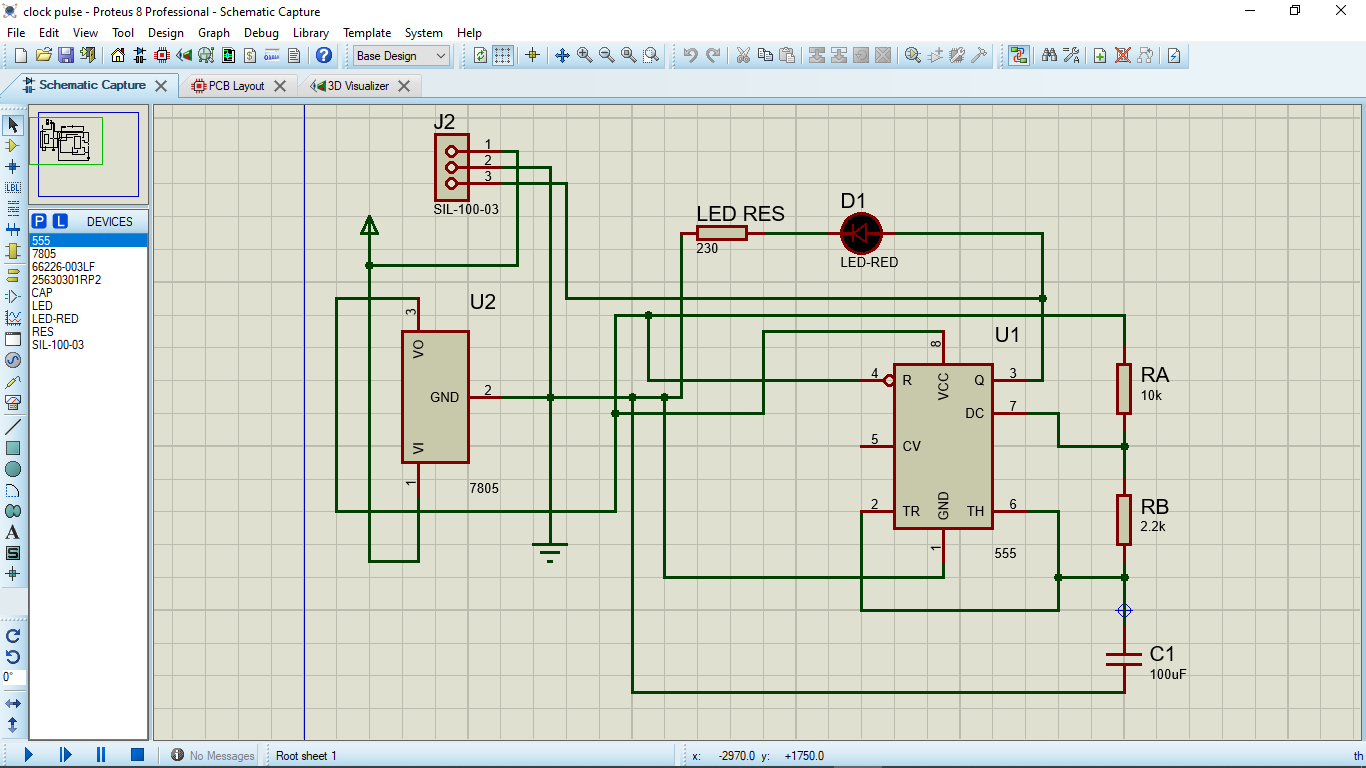 clock pulse - Proteus 8 Professional - Schematic Capture
File Edit View Tool Design Graph Debug Library Template System Help
Base Design
Schematic Capture PCB Layout 3D Visualizer
LBL
P L DEVICES
555
7805
66226-003LF
25630301RP2
CAP
LED
LED-RED
RES
SIL-100-03
A
S
0°
J2
1
2
3
SIL-100-03
LED RES
230
D1
LED-RED
U2
3
VO
GND 2
VI
1
7805
U1
8
4 R VCC Q 3
DC 7
5 CV
2 TR GND TH 6
1
555
RA
10k
RB
2.2k
C1
100uF
No Messages Root sheet 1 x: -2970.0 y: +1750.0 th